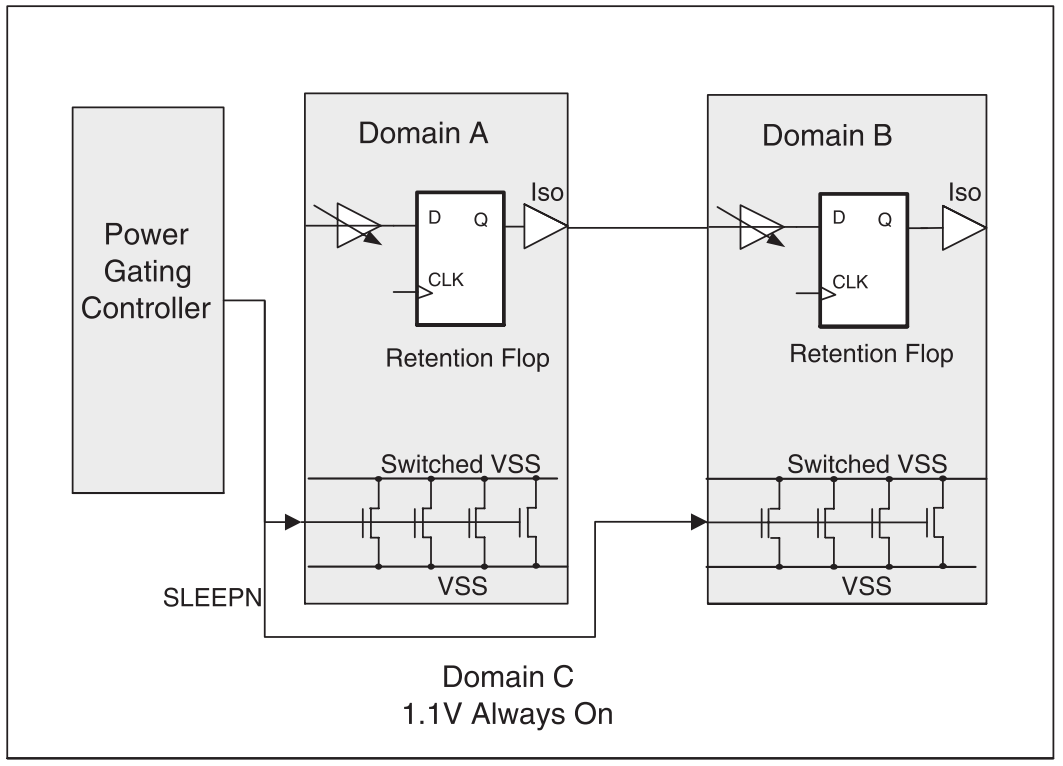 Power
Gating
Controller
Domain A
Iso
D
Q
CLK
Retention Flop
Switched VSS
VSS
Domain B
Iso
D
Q
CLK
Retention Flop
Switched VSS
VSS
SLEEPN
Domain C
1.1V Always On